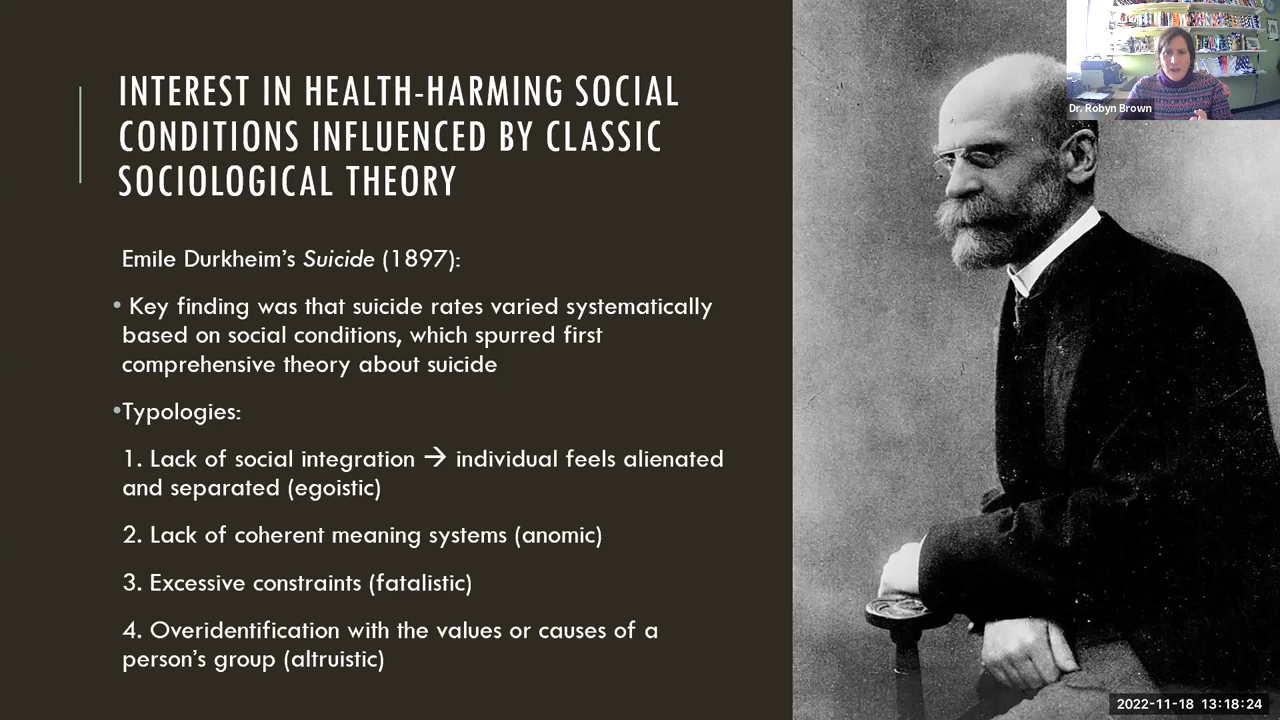 INTEREST IN HEALTH-HARMING SOCIAL
CONDITIONS INFLUENCED BY CLASSIC
SOCIOLOGICAL THEORY
Emile Durkheim's Suicide (1897):
• Key finding was that suicide rates varied systematically
based on social conditions, which spurred first
comprehensive theory about suicide
•Typologies:
1. Lack of social integration → individual feels alienated
and separated (egoistic)
2. Lack of coherent meaning systems (anomic)
3. Excessive constraints (fatalistic)
4. Overidentification with the values or causes of a
person's group (altruistic)
Dr. Robyn Brown
2022-11-18 13:18:24